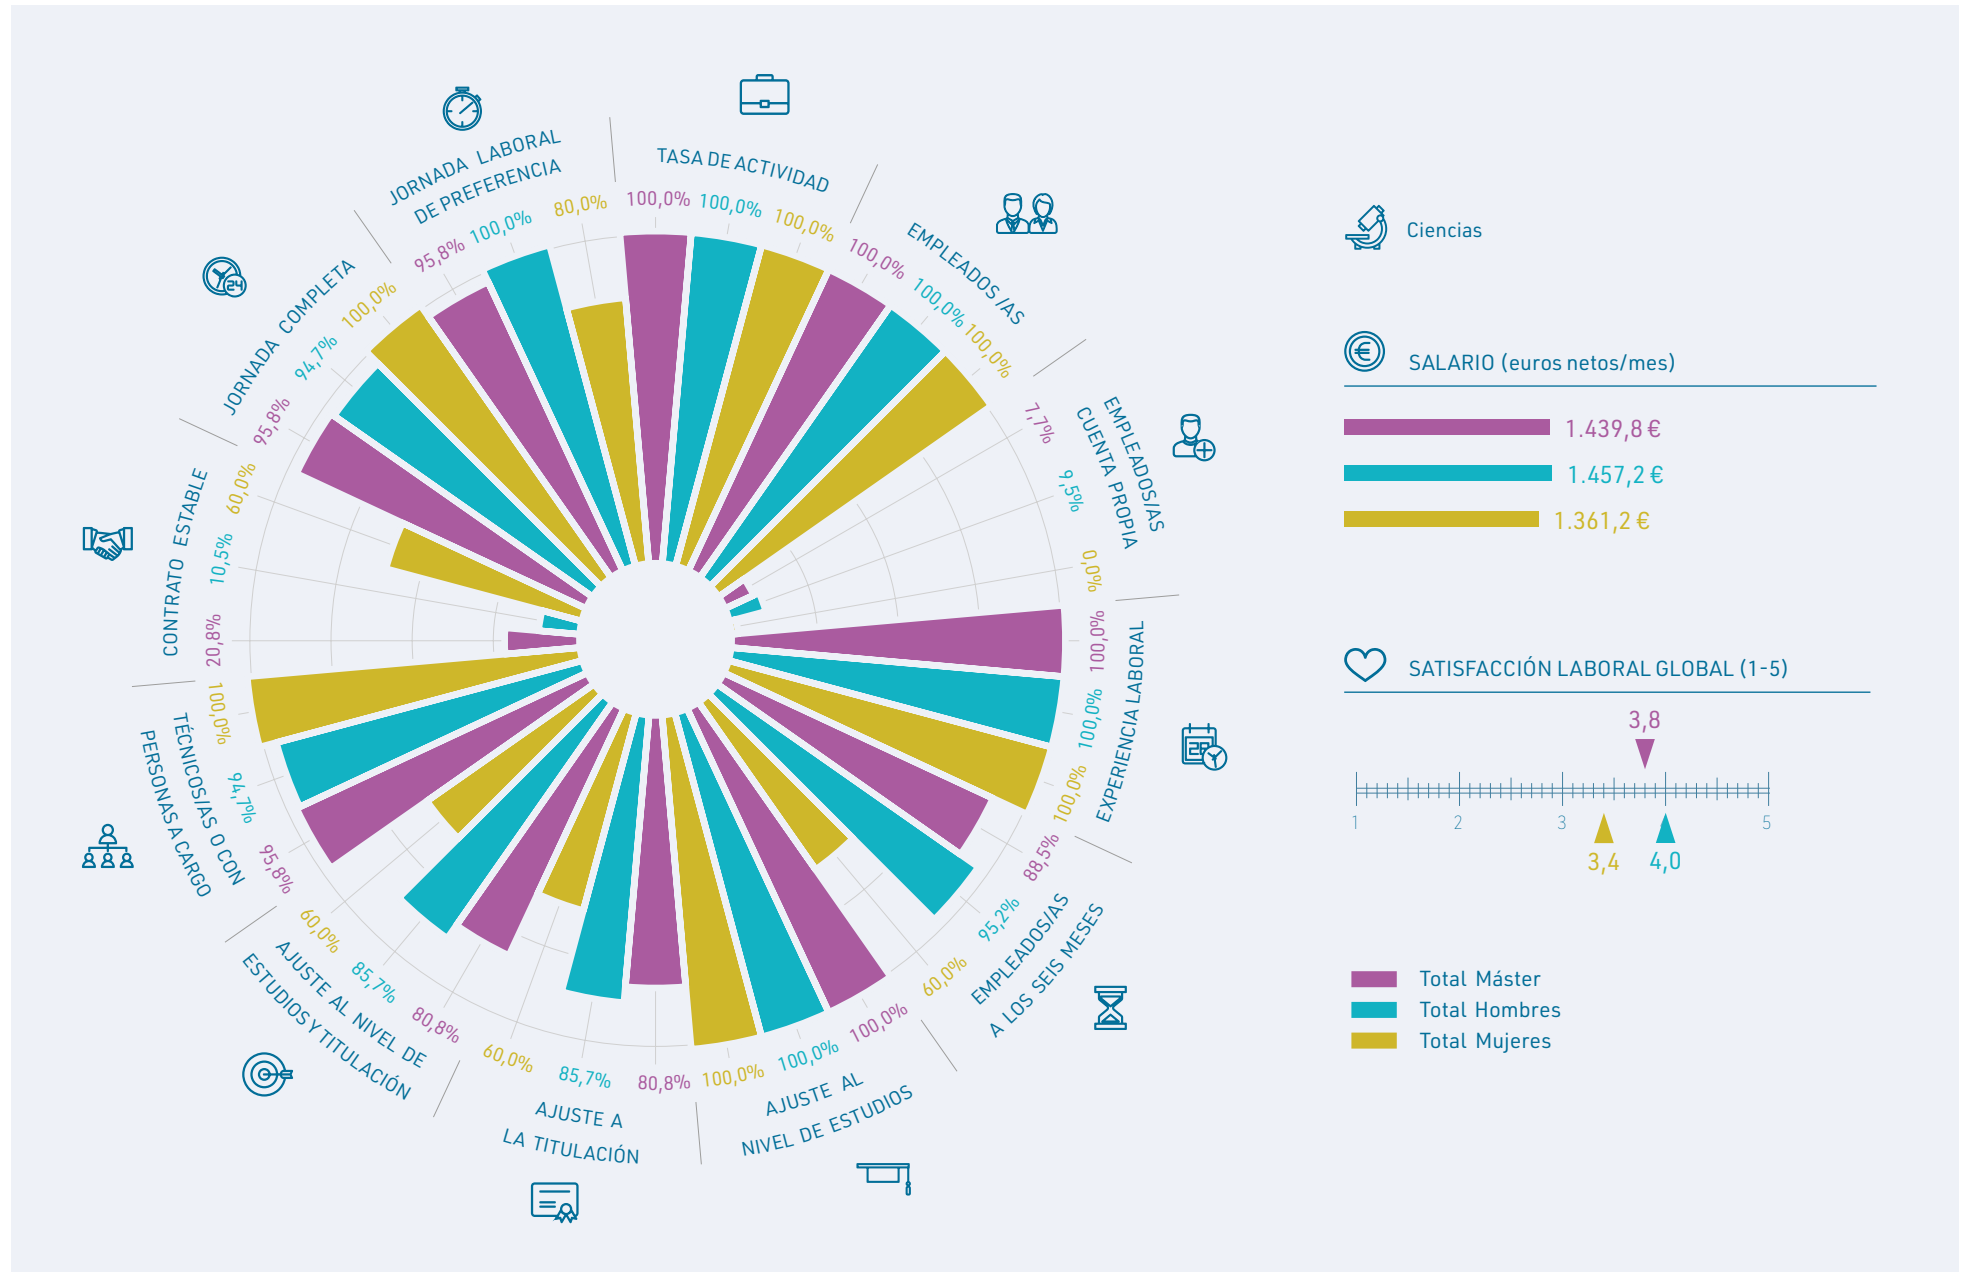 TASA DE ACTIVIDAD
100,0%
100,0%
100,0%
EMPLEADOS /AS
100,0%
100,0%
100,0%
EMPLEADOS/AS
CUENTA PROPIA
7,7%
9,5%
0,0%
EXPERIENCIA LABORAL
100,0%
100,0%
100,0%
EMPLEADOS/AS
A LOS SEIS MESES
88,5%
95,2%
60,0%
AJUSTE AL
NIVEL DE ESTUDIOS
100,0%
100,0%
100,0%
AJUSTE A
LA TITULACIÓN
80,8%
85,7%
60,0%
AJUSTE AL NIVEL DE
ESTUDIOS Y TITULACIÓN
80,8%
85,7%
60,0%
TÉCNICOS/AS O CON
PERSONAS A CARGO
95,8%
94,7%
100,0%
CONTRATO ESTABLE
20,8%
10,5%
60,0%
JORNADA COMPLETA
95,8%
94,7%
100,0%
JORNADA LABORAL
DE PREFERENCIA
95,8%
100,0%
80,0%
24
Ciencias
€ SALARIO (euros netos/mes)
1.439,8 €
1.457,2 €
1.361,2 €
SATISFACCIÓN LABORAL GLOBAL (1-5)
3,8
1 2 3 5
3,4 4,0
Total Máster
Total Hombres
Total Mujeres